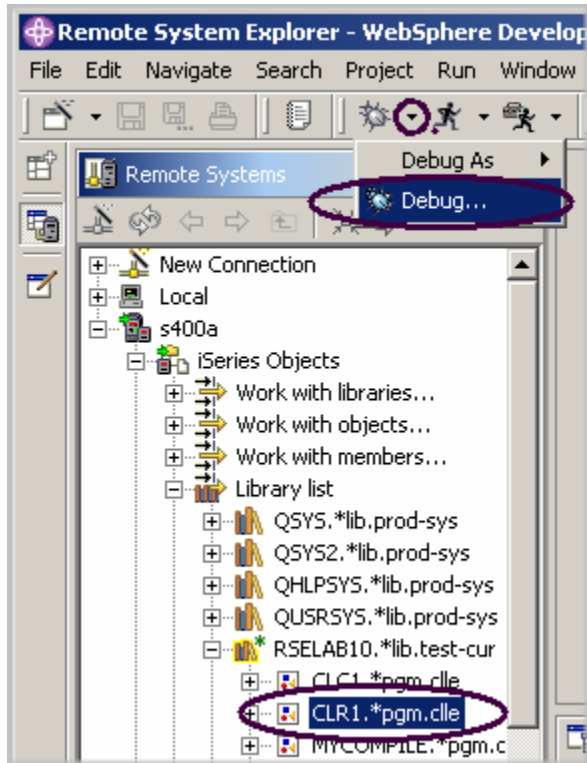 Remote System Explorer - WebSphere Develop
File Edit Navigate Search Project Run Window
Debug As
Remote Systems
Debug...
New Connection
Local
s400a
iSeries Objects
Work with libraries...
Work with objects...
Work with members...
Library list
QSYS.*lib.prod-sys
QSYS2.*lib.prod-sys
QHLPSYS.*lib.prod-sys
QUSRSYS.*lib.prod-sys
RSELAB10.*lib.test-cur
CLC1.*pgm.clle
CLR1.*pgm.clle
MYCOMPILE.*pgm.c